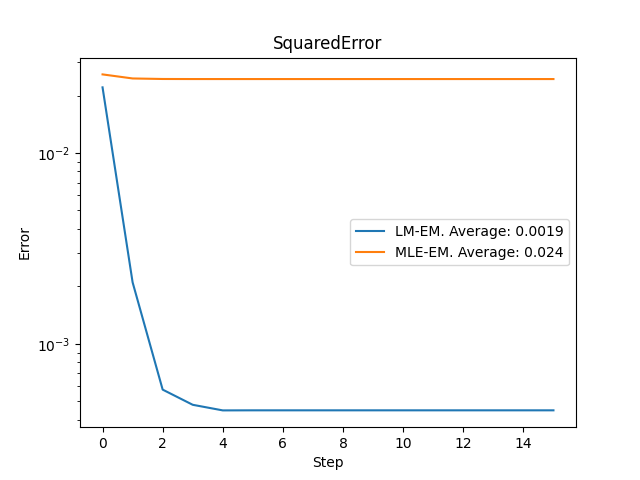 SquaredError
10⁻²
10⁻³
Error
LM-EM. Average: 0.0019
MLE-EM. Average: 0.024
0 2 4 6 8 10 12 14
Step